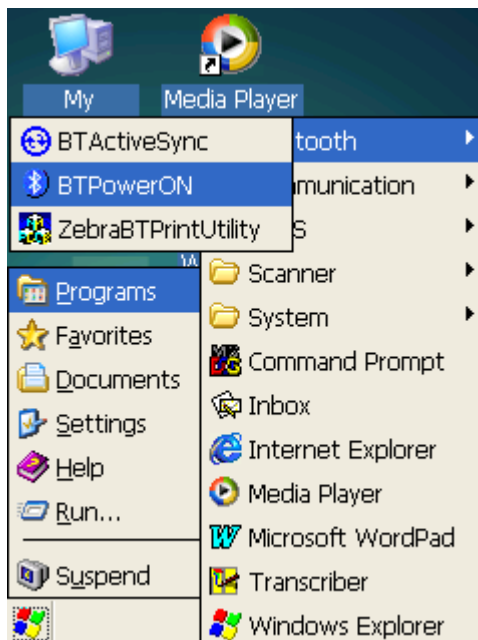 My
Media Player
BTActiveSync
BTPowerON
ZebraBTPrintUtility
tooth
munication
S
Scanner
System
Command Prompt
Inbox
Internet Explorer
Media Player
Microsoft WordPad
Transcriber
Windows Explorer
Programs
Favorites
Documents
Settings
Help
Run...
Suspend